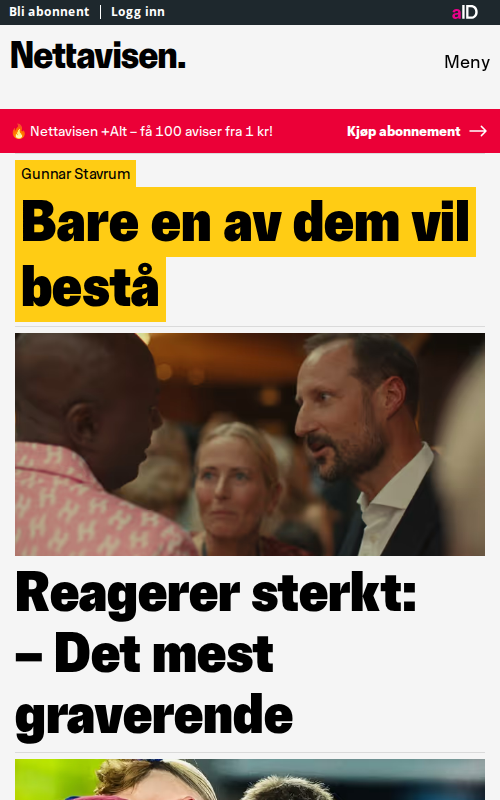 Bli abonnent
Logg inn
aID
Nettavisen.
Meny
🔥 Nettavisen +Alt – få 100 aviser fra 1 kr!
Kjøp abonnement →
Gunnar Stavrum
Bare en av dem vil
bestå
Reagerer sterkt:
– Det mest
graverende